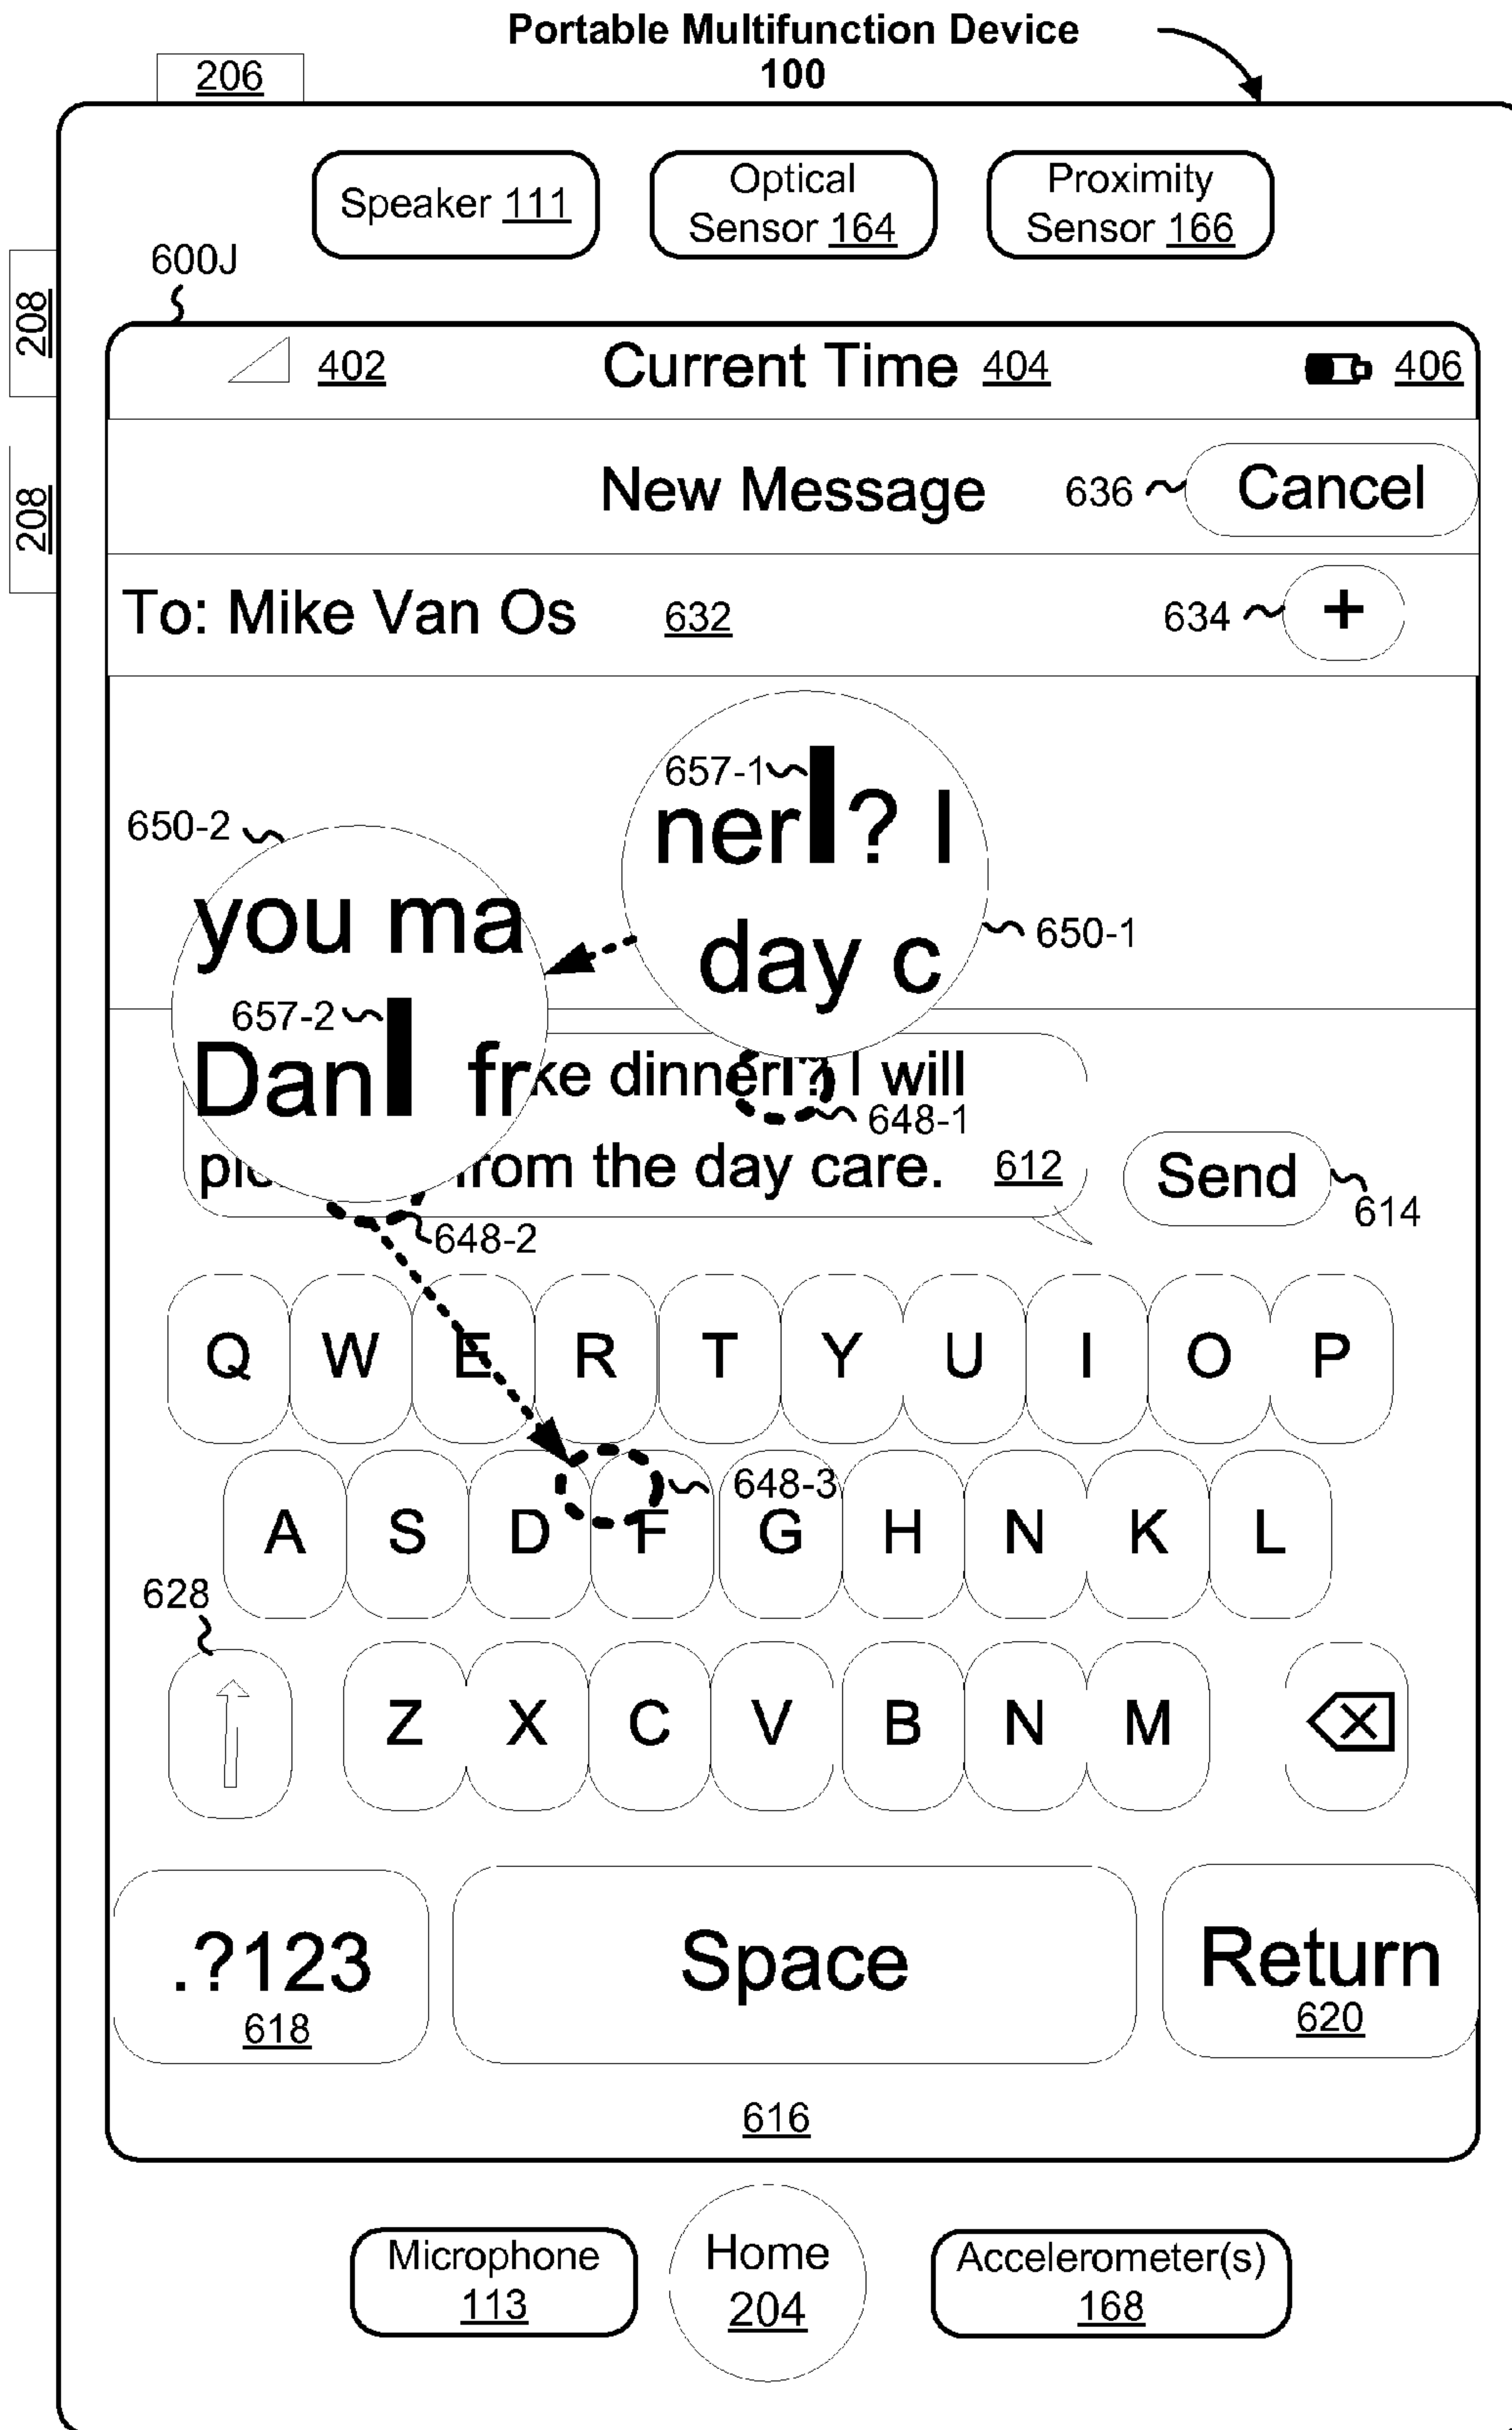 Portable Multifunction Device
100
206
Speaker 111
Optical
Sensor 164
Proximity
Sensor 166
600J
208
208
402
Current Time 404
406
New Message
636
Cancel
To: Mike Van Os
632
634
+
657-1
ner? I
day c
650-1
650-2
you ma
657-2
Dan fr
ke dinner? I will
648-1
from the day care.
612
Send
614
648-2
Q W E R T Y U I O P
648-3
A S D F G H N K L
628
Z X C V B N M
.?123
618
Space
Return
620
616
Microphone
113
Home
204
Accelerometer(s)
168